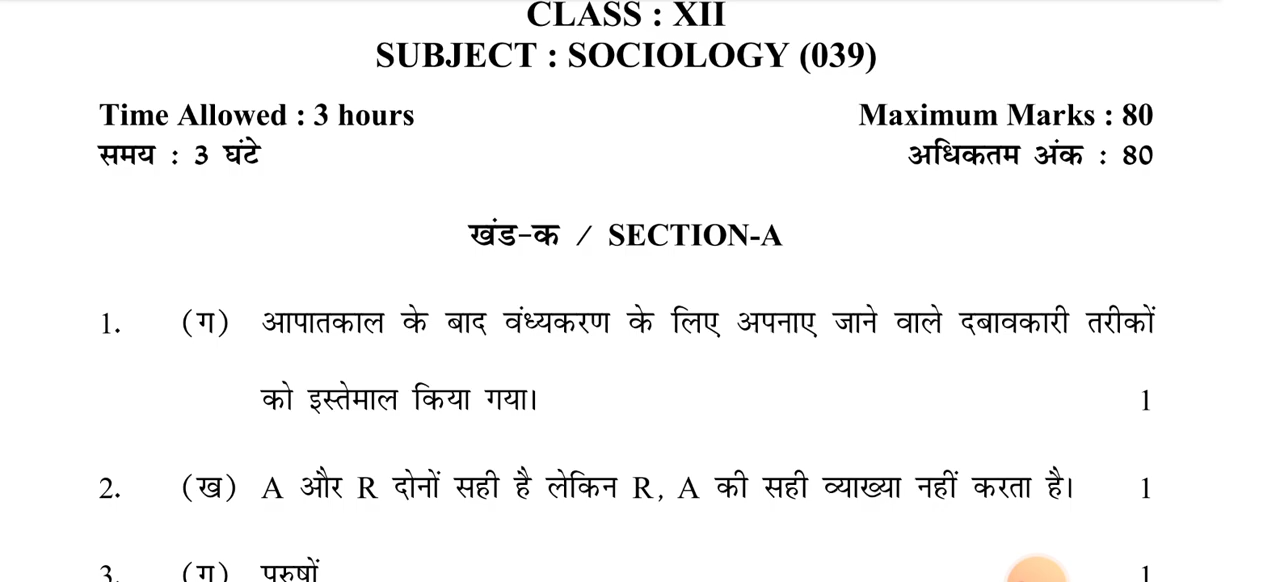 CLASS : XII
SUBJECT : SOCIOLOGY (039)
Time Allowed : 3 hours Maximum Marks : 80
समय : 3 घंटे अधिकतम अंक : 80
खंड-क / SECTION-A
1. (ग) आपातकाल के बाद वंध्यकरण के लिए अपनाए जाने वाले दबावकारी तरीकों
को इस्तेमाल किया गया। 1
2. (ख) A और R दोनों सही है लेकिन R, A की सही व्याख्या नहीं करता है। 1
3. (ग) पुरुषों 1